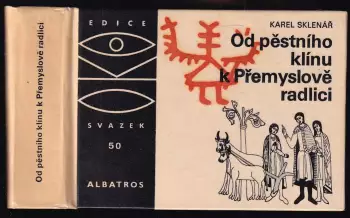 Od pěstního klínu k Přemyslově radlici
EDICE
SVAZEK
50
ALBATROS
KAREL SKLENÁŘ
Od pěstního
klínu
k Přemyslově
radlici